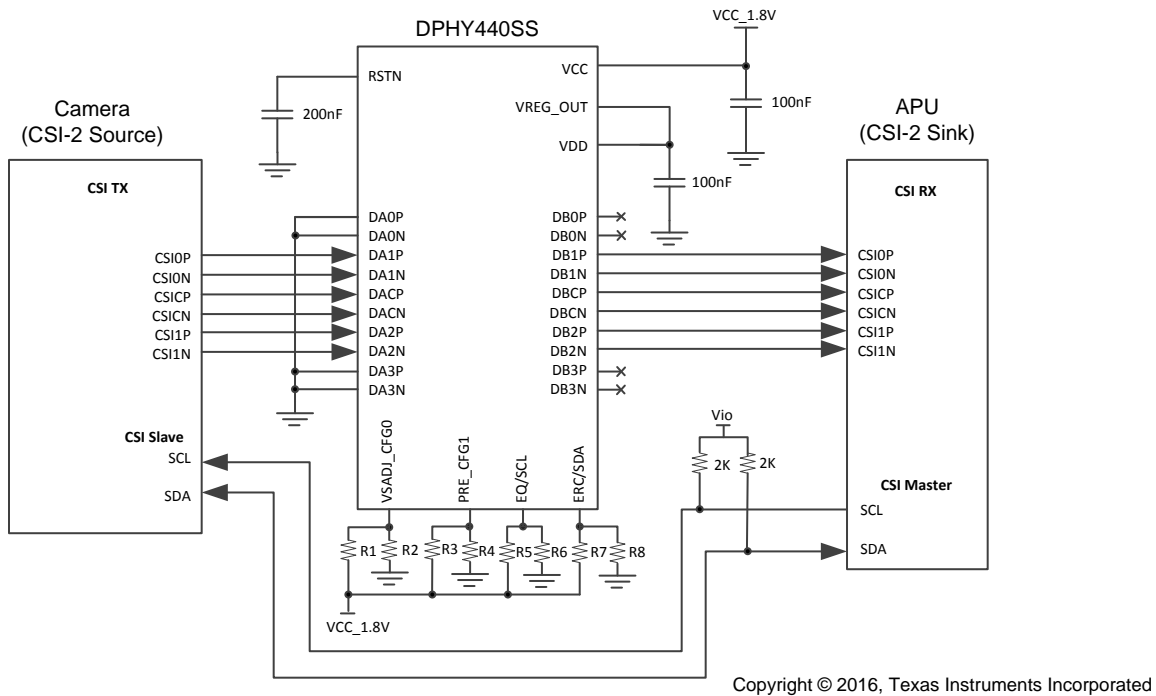 DPHY440SS
VCC_1.8V
RSTN
VCC
200nF
VREG_OUT
100nF
VDD
100nF
Camera
(CSI-2 Source)
APU
(CSI-2 Sink)
CSI TX
CSI RX
DA0P
DA0N
DA1P
DA1N
DACP
DACN
DA2P
DA2N
DA3P
DA3N
DB0P
DB0N
DB1P
DB1N
DBCP
DBCN
DB2P
DB2N
DB3P
DB3N
CSI0P
CSI0N
CSICP
CSICN
CSI1P
CSI1N
CSI0P
CSI0N
CSICP
CSICN
CSI1P
CSI1N
CSI Slave
SCL
SDA
VSADJ_CFG0
PRE_CFG1
EQ/SCL
ERC/SDA
Vio
2K
2K
CSI Master
SCL
SDA
R1
R2
R3
R4
R5
R6
R7
R8
VCC_1.8V
Copyright © 2016, Texas Instruments Incorporated